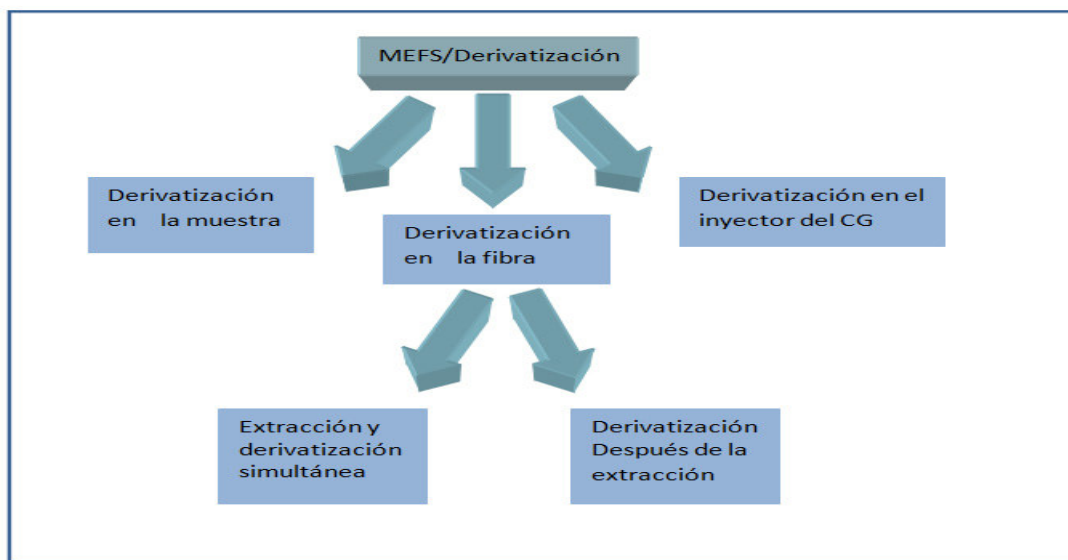 MEFS/Derivatización
Derivatización
en la muestra
Derivatización
en la fibra
Derivatización en el
inyector del CG
Extracción y
derivatización
simultánea
Derivatización
Después de la
extracción